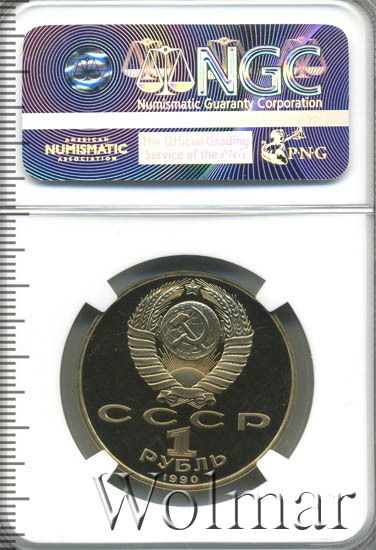 NGC
Numismatic Guaranty Corporation
AMERICAN
NUMISMATIC
ASSOCIATION
The Official Grading
Service of the ANA
P·N·G
СССР
1
РУБЛЬ
1990
Wolmar